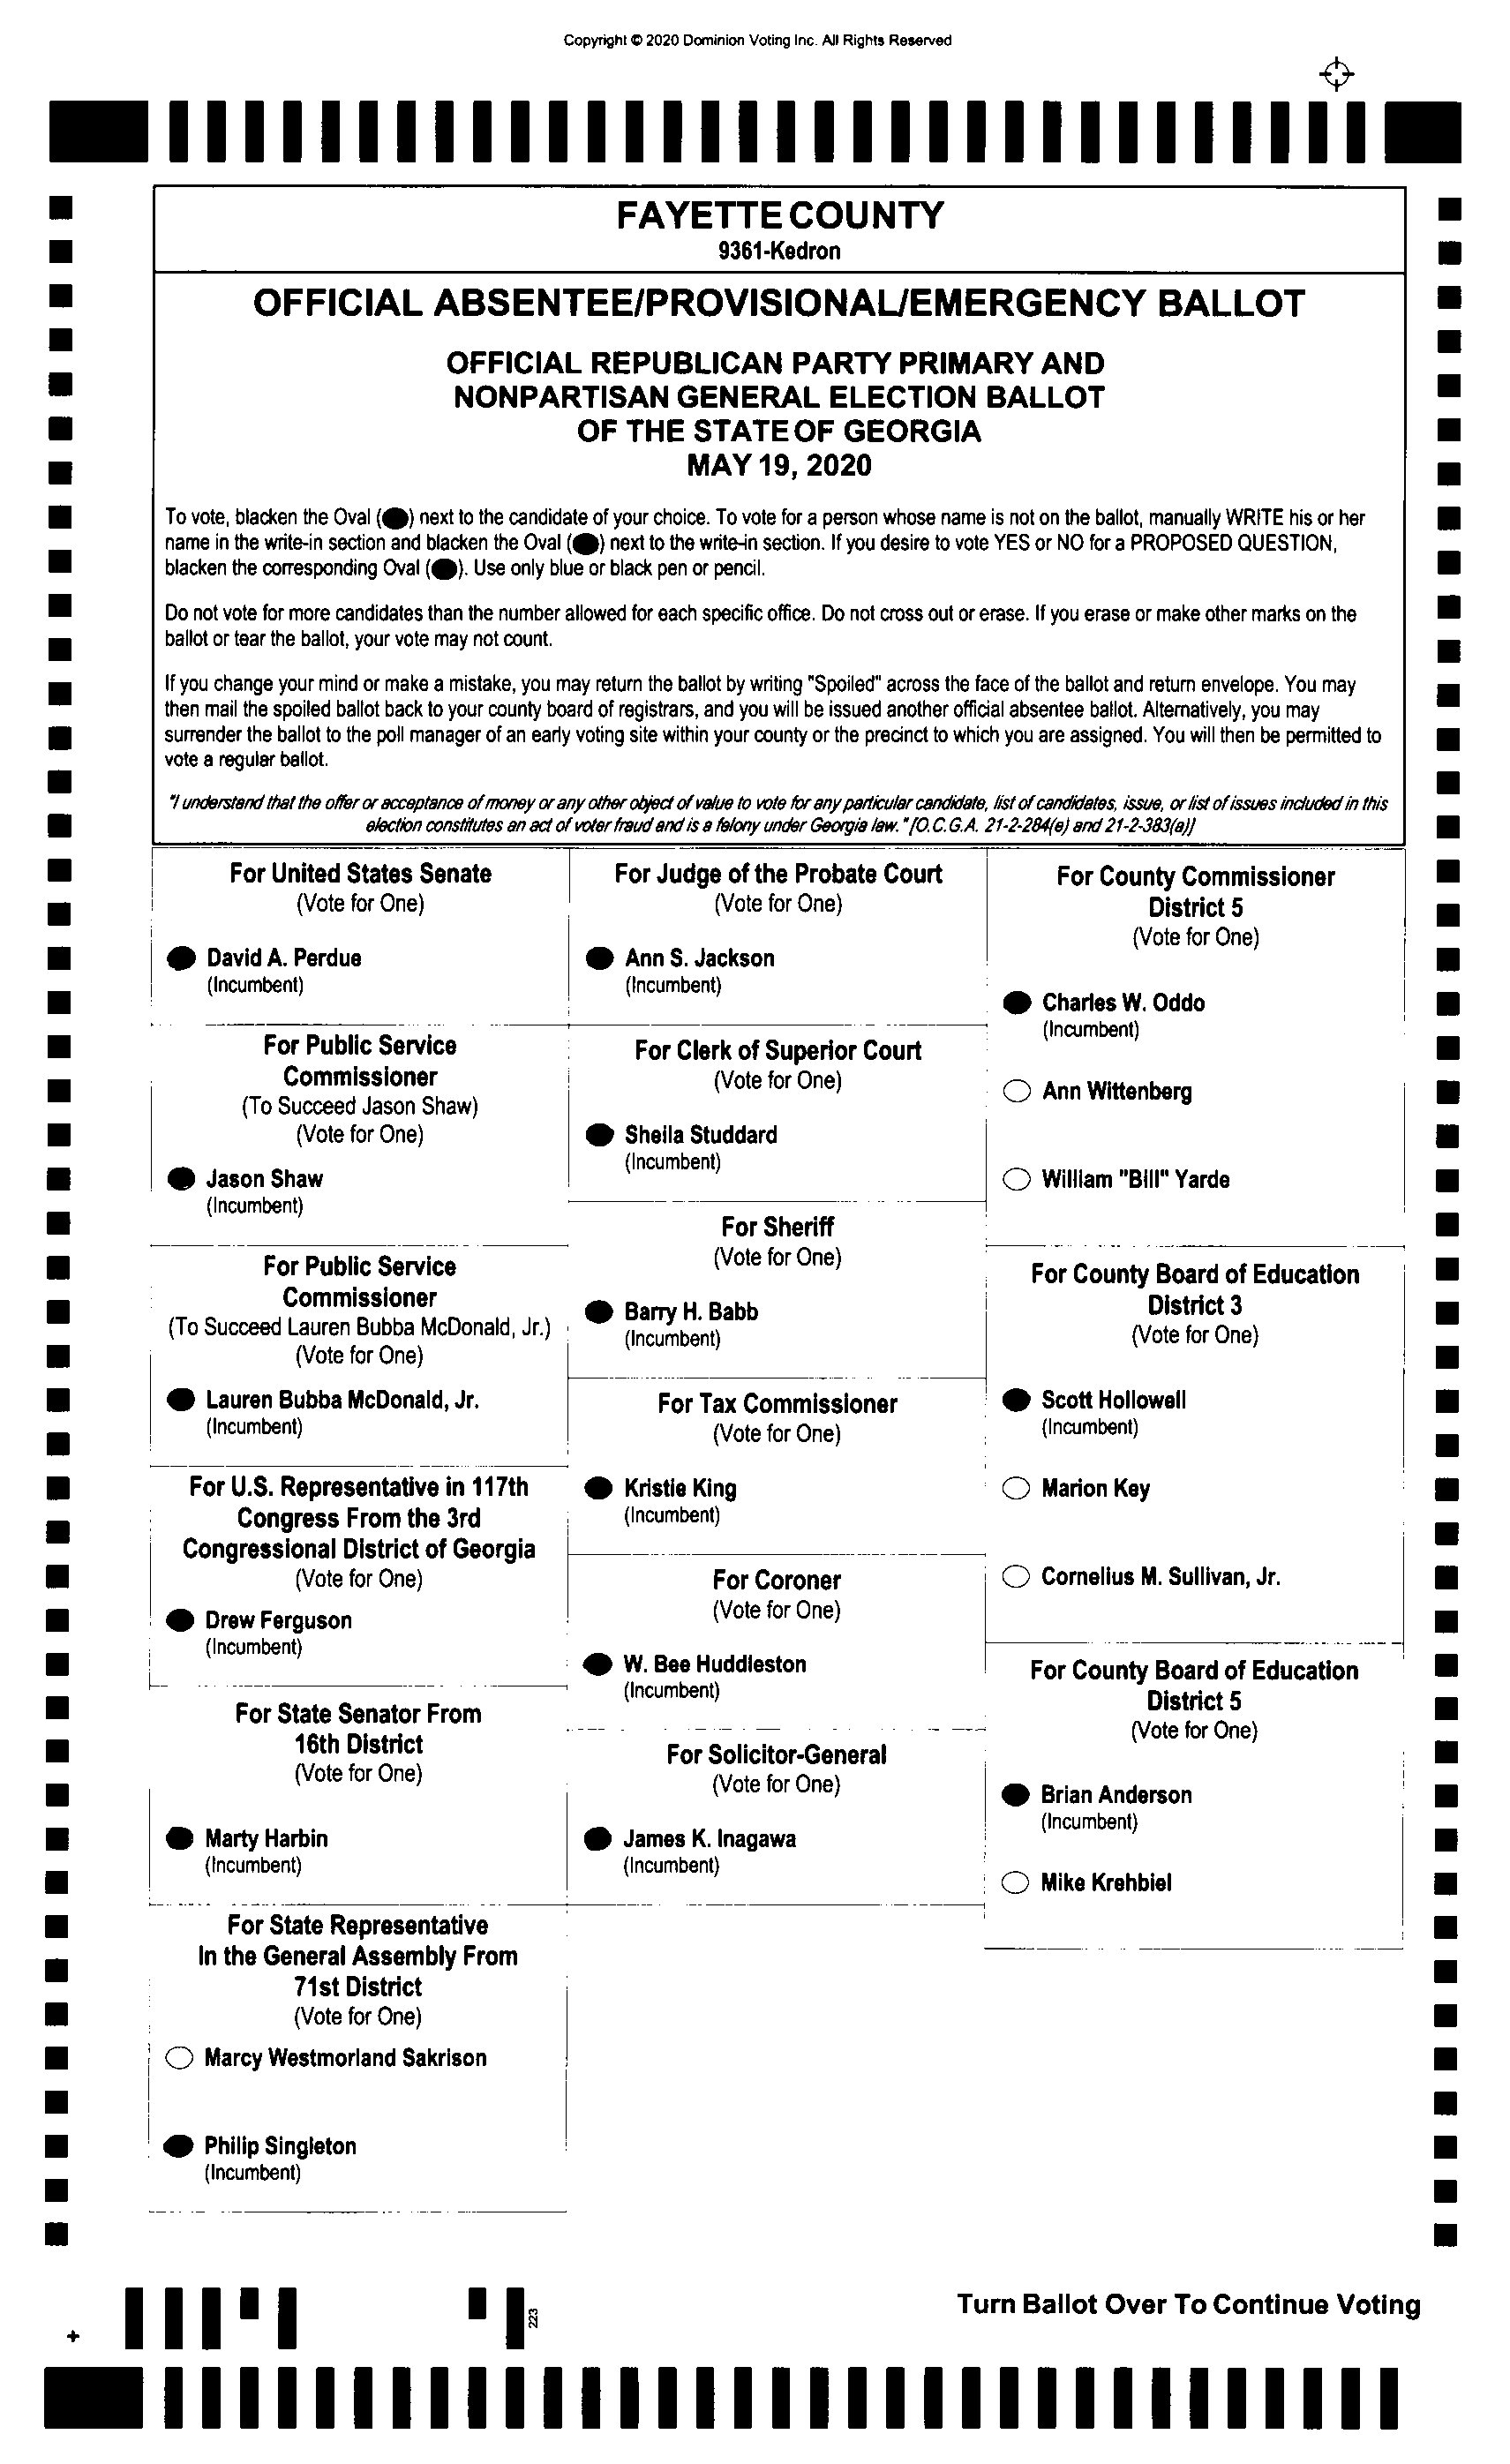 Copyright © 2020 Dominion Voting Inc. All Rights Reserved
FAYETTE COUNTY
9361-Kedron
OFFICIAL ABSENTEE/PROVISIONAL/EMERGENCY BALLOT
OFFICIAL REPUBLICAN PARTY PRIMARY AND
NONPARTISAN GENERAL ELECTION BALLOT
OF THE STATE OF GEORGIA
MAY 19, 2020
To vote, blacken the Oval (⬤) next to the candidate of your choice. To vote for a person whose name is not on the ballot, manually WRITE his or her
name in the write-in section and blacken the Oval (⬤) next to the write-in section. If you desire to vote YES or NO for a PROPOSED QUESTION,
blacken the corresponding Oval (⬤). Use only blue or black pen or pencil.
Do not vote for more candidates than the number allowed for each specific office. Do not cross out or erase. If you erase or make other marks on the
ballot or tear the ballot, your vote may not count.
If you change your mind or make a mistake, you may return the ballot by writing "Spoiled" across the face of the ballot and return envelope. You may
then mail the spoiled ballot back to your county board of registrars, and you will be issued another official absentee ballot. Alternatively, you may
surrender the ballot to the poll manager of an early voting site within your county or the precinct to which you are assigned. You will then be permitted to
vote a regular ballot.
"I understand that the offer or acceptance of money or any other object of value to vote for any particular candidate, list of candidates, issue, or list of issues included in this
election constitutes an act of voter fraud and is a felony under Georgia law." [O.C.G.A. 21-2-284(e) and 21-2-383(a)]
For United States Senate
(Vote for One)
David A. Perdue
(Incumbent)
For Public Service
Commissioner
(To Succeed Jason Shaw)
(Vote for One)
Jason Shaw
(Incumbent)
For Public Service
Commissioner
(To Succeed Lauren Bubba McDonald, Jr.)
(Vote for One)
Lauren Bubba McDonald, Jr.
(Incumbent)
For U.S. Representative in 117th
Congress From the 3rd
Congressional District of Georgia
(Vote for One)
Drew Ferguson
(Incumbent)
For State Senator From
16th District
(Vote for One)
Marty Harbin
(Incumbent)
For State Representative
In the General Assembly From
71st District
(Vote for One)
Marcy Westmorland Sakrison
Philip Singleton
(Incumbent)
For Judge of the Probate Court
(Vote for One)
Ann S. Jackson
(Incumbent)
For Clerk of Superior Court
(Vote for One)
Sheila Studdard
(Incumbent)
For Sheriff
(Vote for One)
Barry H. Babb
(Incumbent)
For Tax Commissioner
(Vote for One)
Kristie King
(Incumbent)
For Coroner
(Vote for One)
W. Bee Huddleston
(Incumbent)
For Solicitor-General
(Vote for One)
James K. Inagawa
(Incumbent)
For County Commissioner
District 5
(Vote for One)
Charles W. Oddo
(Incumbent)
Ann Wittenberg
William "Bill" Yarde
For County Board of Education
District 3
(Vote for One)
Scott Hollowell
(Incumbent)
Marion Key
Cornelius M. Sullivan, Jr.
For County Board of Education
District 5
(Vote for One)
Brian Anderson
(Incumbent)
Mike Krehbiel
223
Turn Ballot Over To Continue Voting